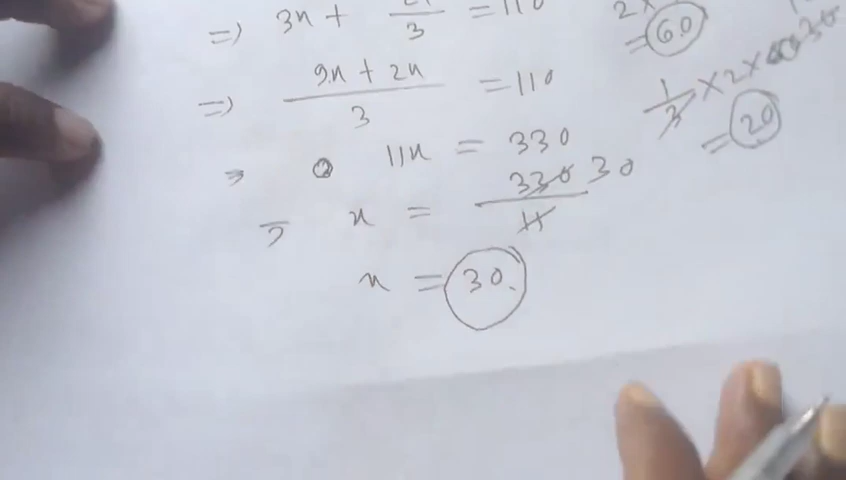 =) 3x + 2x/3 = 110
=) 9x + 2x / 3 = 110
11x = 330
x = 330 / 11 30
x = 30.
= 60
1/3 × 2 × 30
= 20